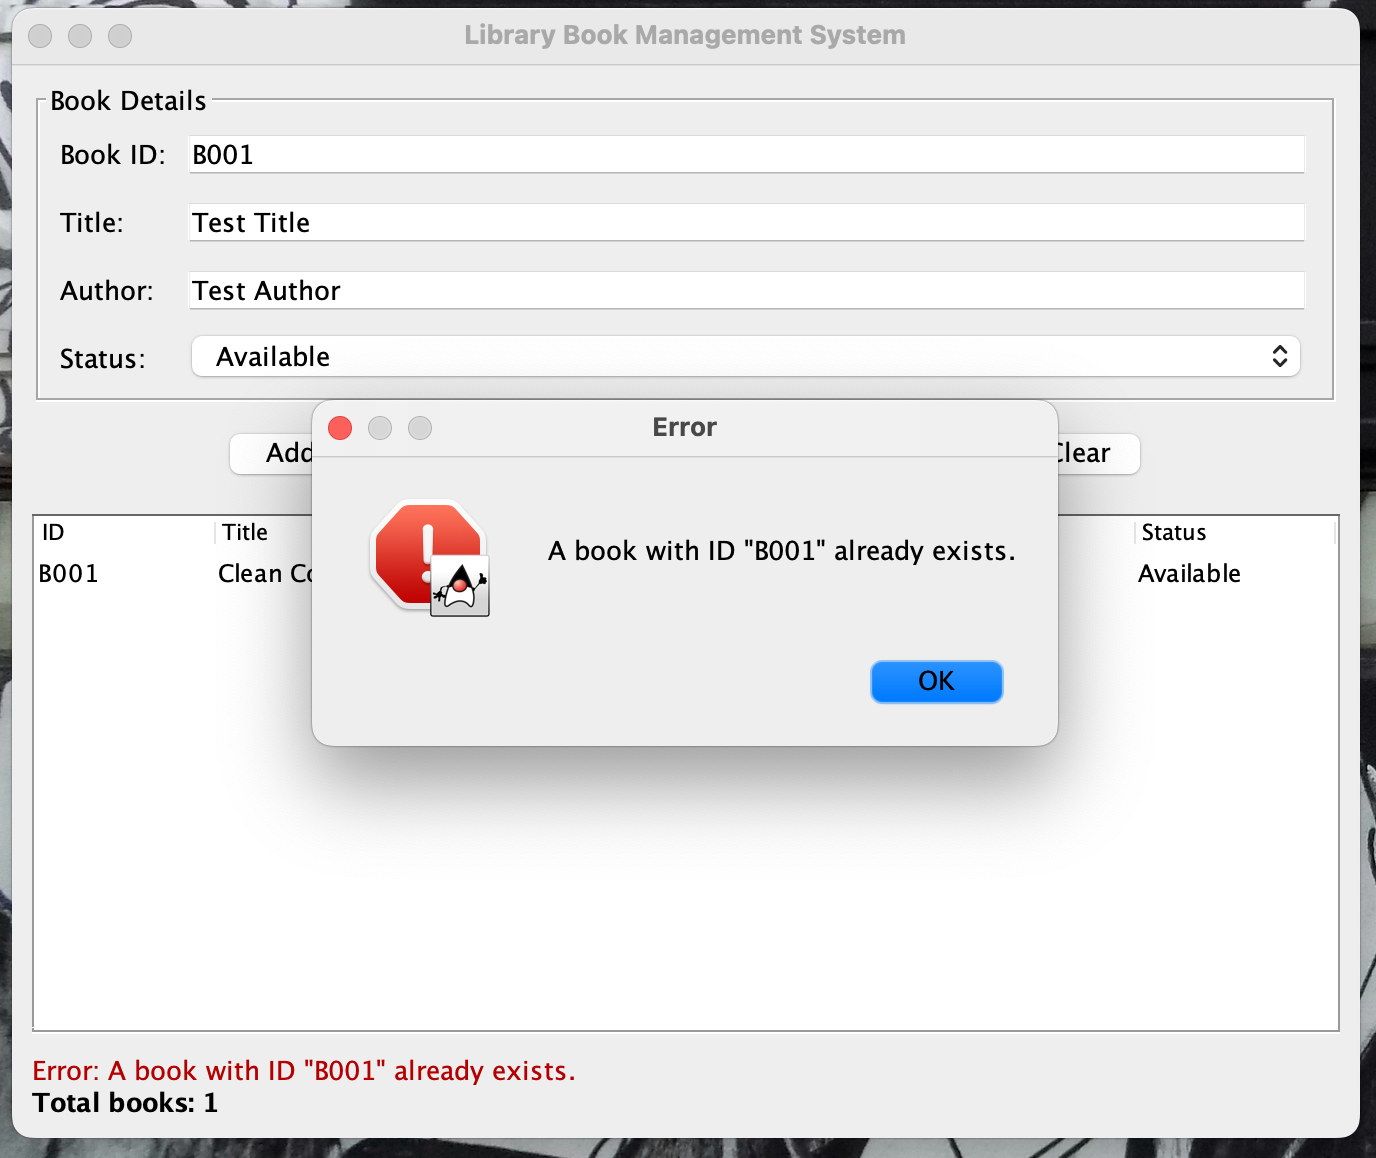 Library Book Management System
Book Details
Book ID: B001
Title: Test Title
Author: Test Author
Status: Available
Add
Clear
Error
A book with ID "B001" already exists.
OK
ID Title Status
B001 Clean Available
Error: A book with ID "B001" already exists.
Total books: 1